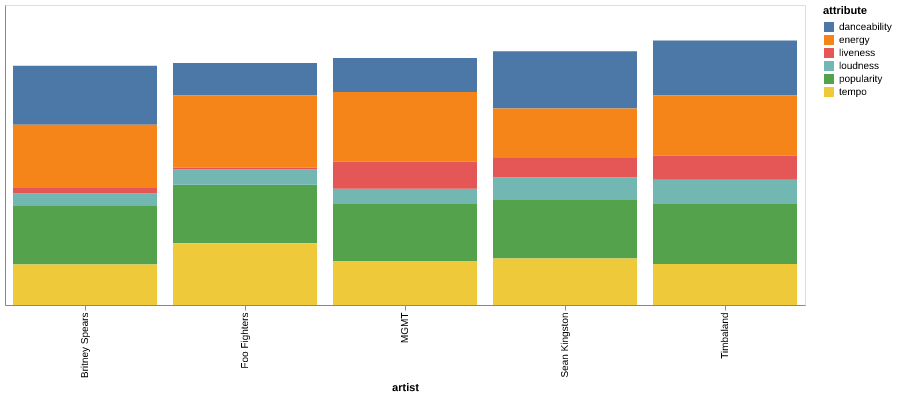 attribute
danceability
energy
liveness
loudness
popularity
tempo
Britney Spears
Foo Fighters
MGMT
Sean Kingston
Timbaland
artist